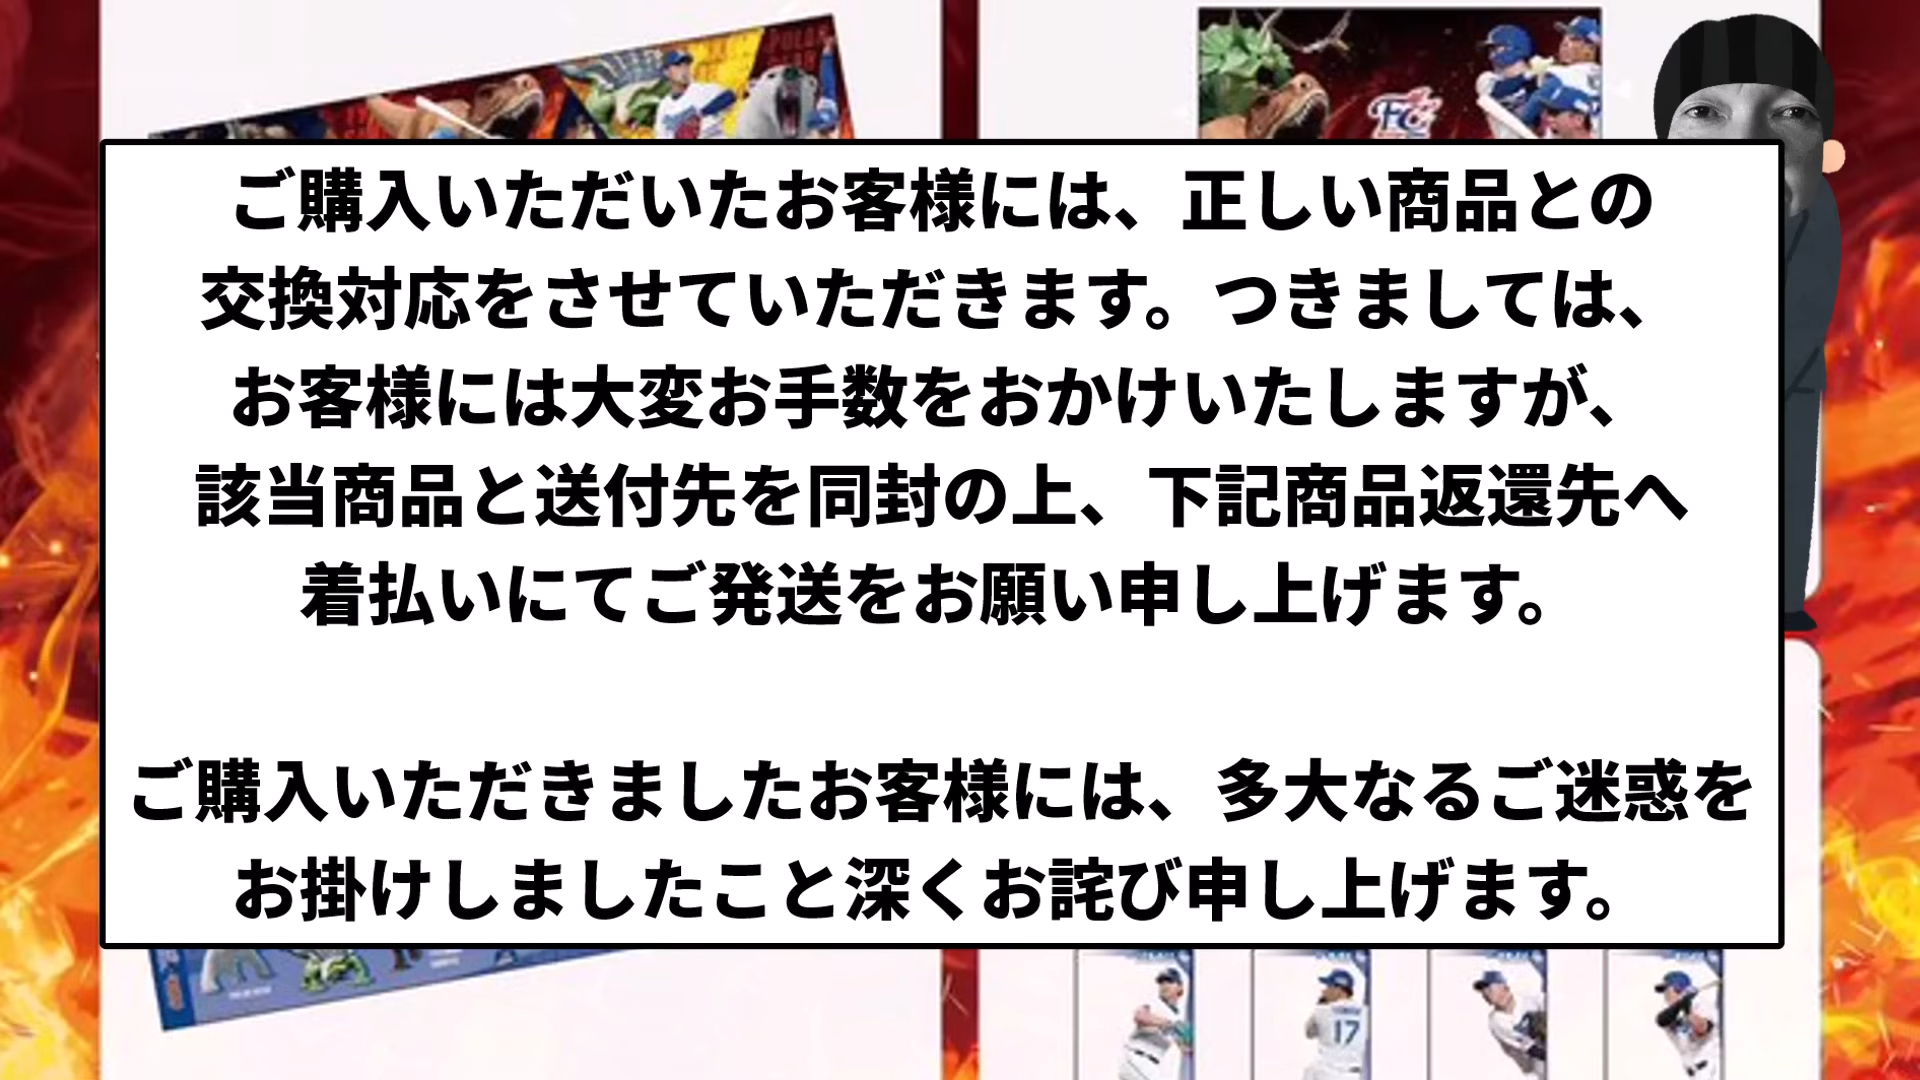 POLAR
FC
ご購入いただいたお客様には、正しい商品との
交換対応をさせていただきます。つきましては、
お客様には大変お手数をおかけいたしますが、
該当商品と送付先を同封の上、下記商品返還先へ
着払いにてご発送をお願い申し上げます。
ご購入いただきましたお客様には、多大なるご迷惑を
お掛けしましたこと深くお詫び申し上げます。
17